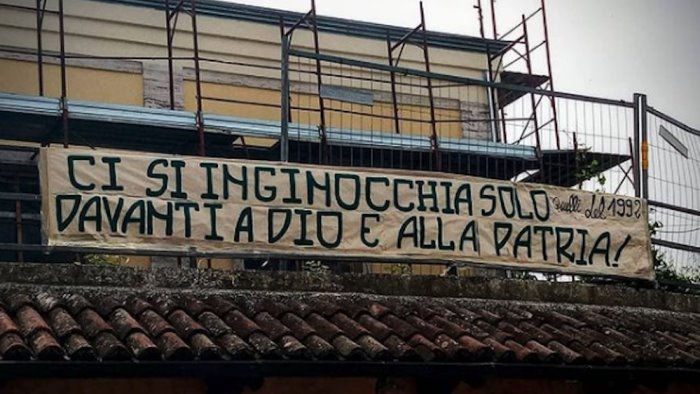 CI SI INGINOCCHIA SOLO
DAVANTI A DIO E ALLA PATRIA!
Quelli del 1992